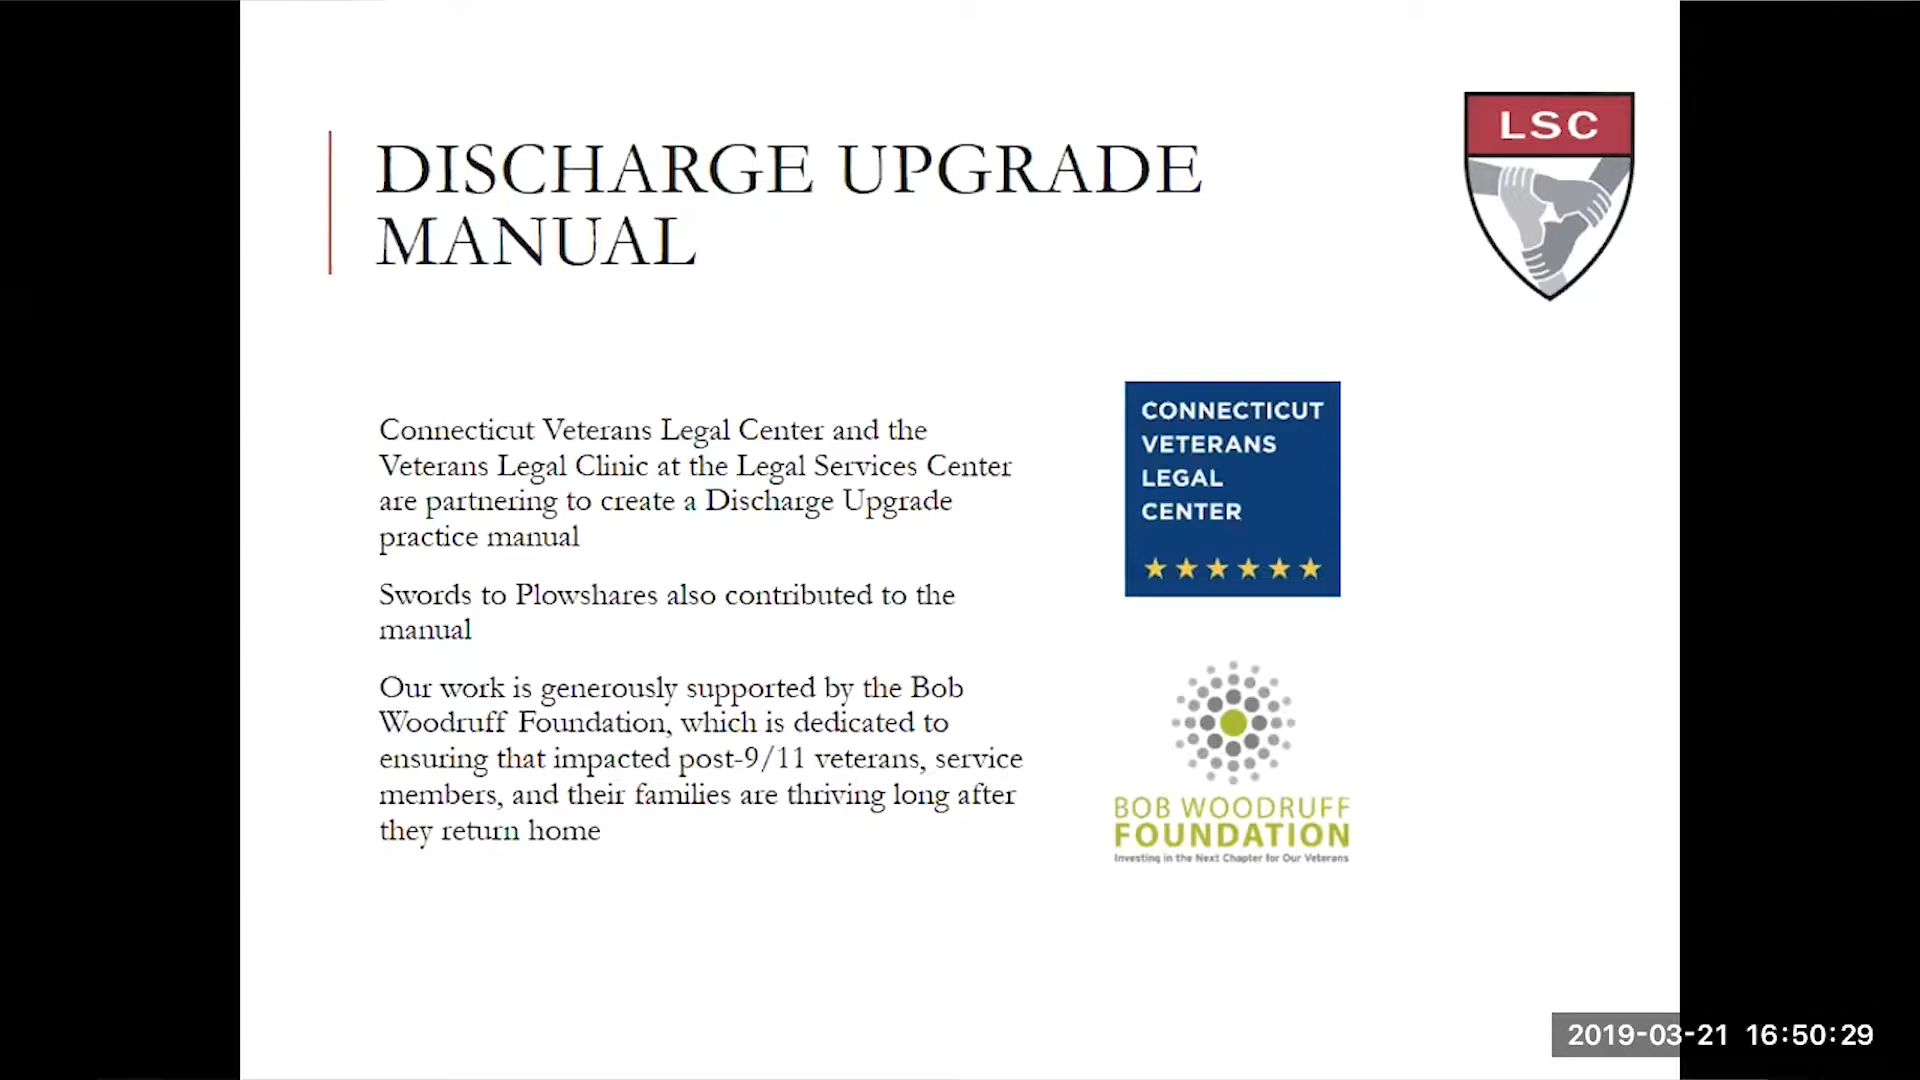 LSC
DISCHARGE UPGRADE
MANUAL
Connecticut Veterans Legal Center and the
Veterans Legal Clinic at the Legal Services Center
are partnering to create a Discharge Upgrade
practice manual
Swords to Plowshares also contributed to the
manual
Our work is generously supported by the Bob
Woodruff Foundation, which is dedicated to
ensuring that impacted post-9/11 veterans, service
members, and their families are thriving long after
they return home
CONNECTICUT
VETERANS
LEGAL
CENTER
BOB WOODRUFF
FOUNDATION
Investing in the Next Chapter for Our Veterans
2019-03-21 16:50:29